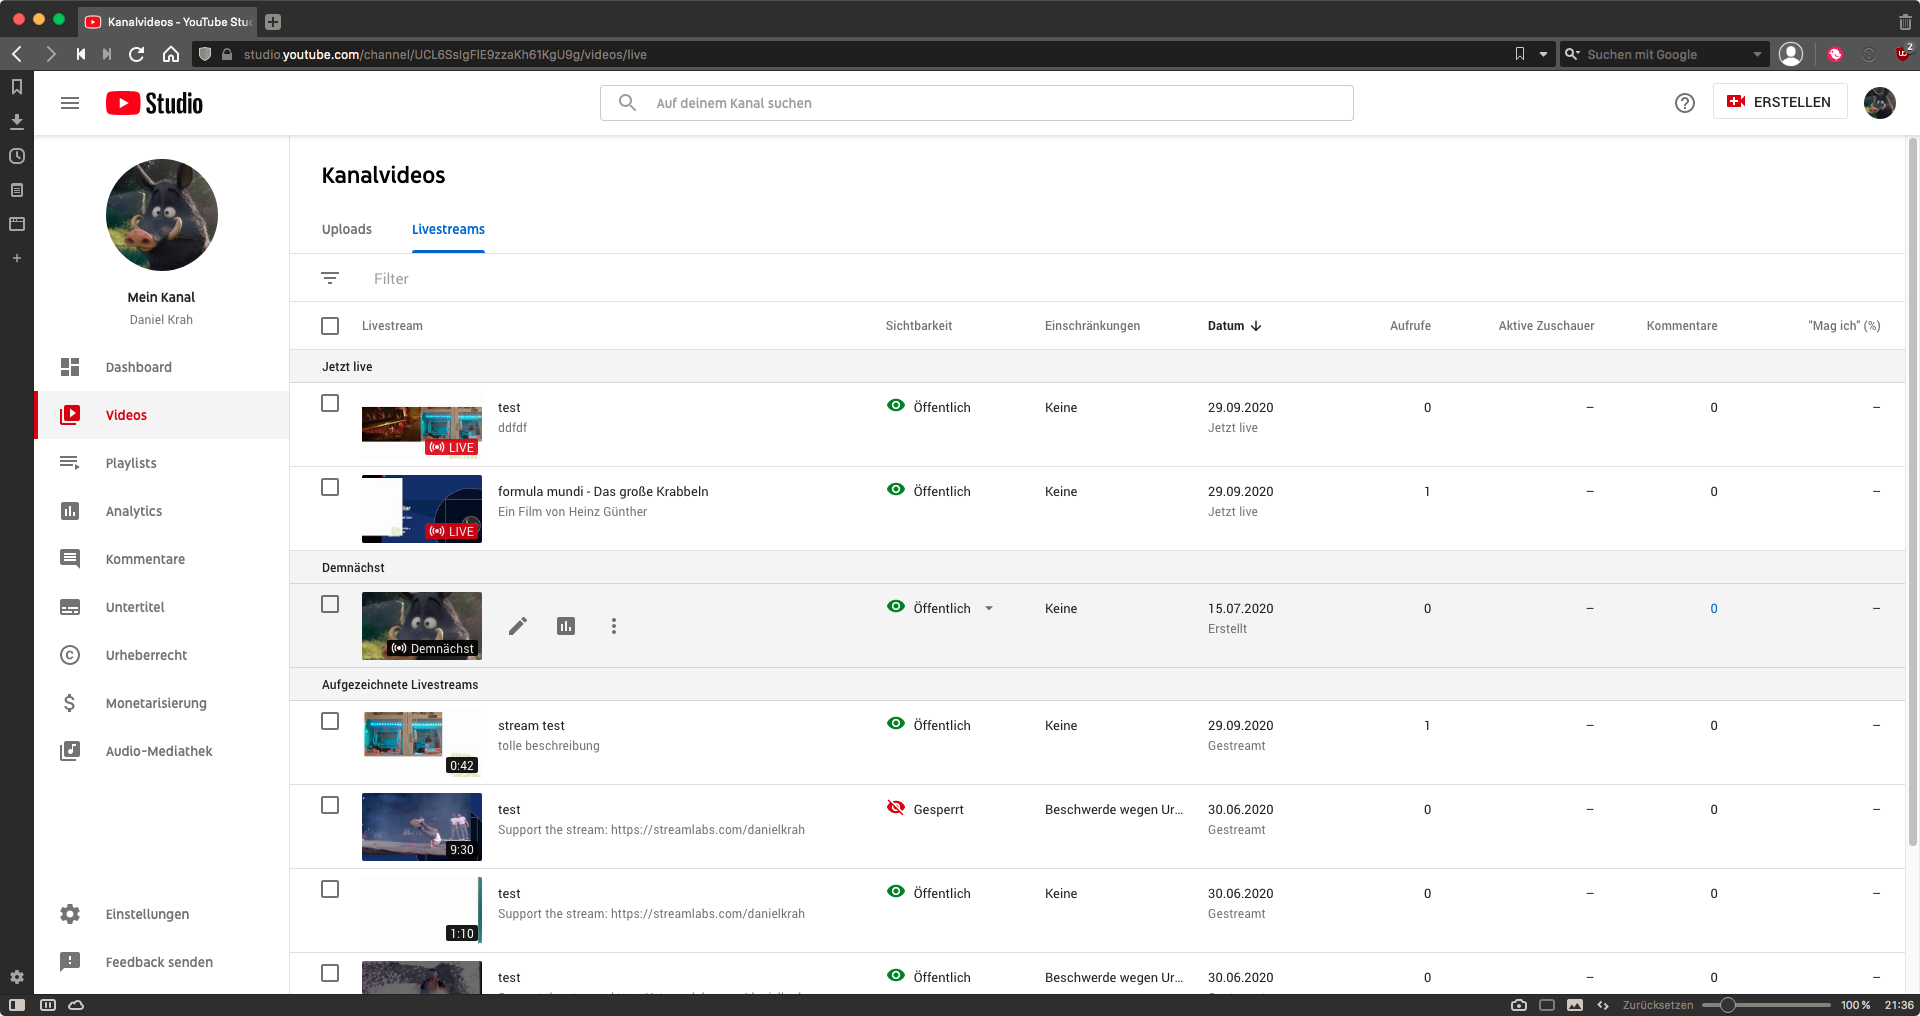 Kanalvideos - YouTube Stu
studio.youtube.com/channel/UCL6SsIgFIE9zzaKh61KgU9g/videos/live
Suchen mit Google
2
Studio
Auf deinem Kanal suchen
ERSTELLEN
Mein Kanal
Daniel Krah
Dashboard
Videos
Playlists
Analytics
Kommentare
Untertitel
Urheberrecht
Monetarisierung
Audio-Mediathek
Einstellungen
Feedback senden
Kanalvideos
Uploads Livestreams
Filter
Livestream Sichtbarkeit Einschränkungen Datum Aufrufe Aktive Zuschauer Kommentare "Mag ich" (%)
Jetzt live
test Öffentlich Keine 29.09.2020 0 – 0 –
ddfdf Jetzt live
LIVE
formula mundi - Das große Krabbeln Öffentlich Keine 29.09.2020 1 – 0 –
Ein Film von Heinz Günther Jetzt live
LIVE
Demnächst
Öffentlich Keine 15.07.2020 0 – 0 –
Erstellt
Demnächst
Aufgezeichnete Livestreams
stream test Öffentlich Keine 29.09.2020 1 – 0 –
tolle beschreibung Gestreamt
0:42
test Gesperrt Beschwerde wegen Ur... 30.06.2020 0 – 0 –
Support the stream: https://streamlabs.com/danielkrah Gestreamt
9:30
test Öffentlich Keine 30.06.2020 0 – 0 –
Support the stream: https://streamlabs.com/danielkrah Gestreamt
1:10
test Öffentlich Beschwerde wegen Ur... 30.06.2020 0 – 0 –
Zurücksetzen 100 % 21:36